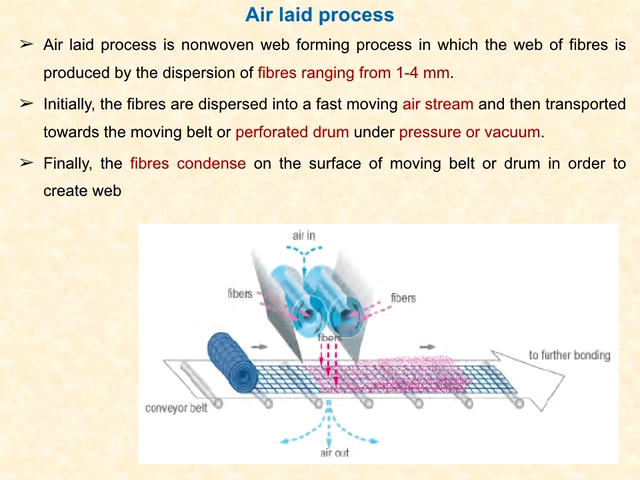 Air laid process
➢ Air laid process is nonwoven web forming process in which the web of fibres is
produced by the dispersion of fibres ranging from 1-4 mm.
➢ Initially, the fibres are dispersed into a fast moving air stream and then transported
towards the moving belt or perforated drum under pressure or vacuum.
➢ Finally, the fibres condense on the surface of moving belt or drum in order to
create web
air in
fibers
fibers
fibers
to further bonding
conveyor belt
air out